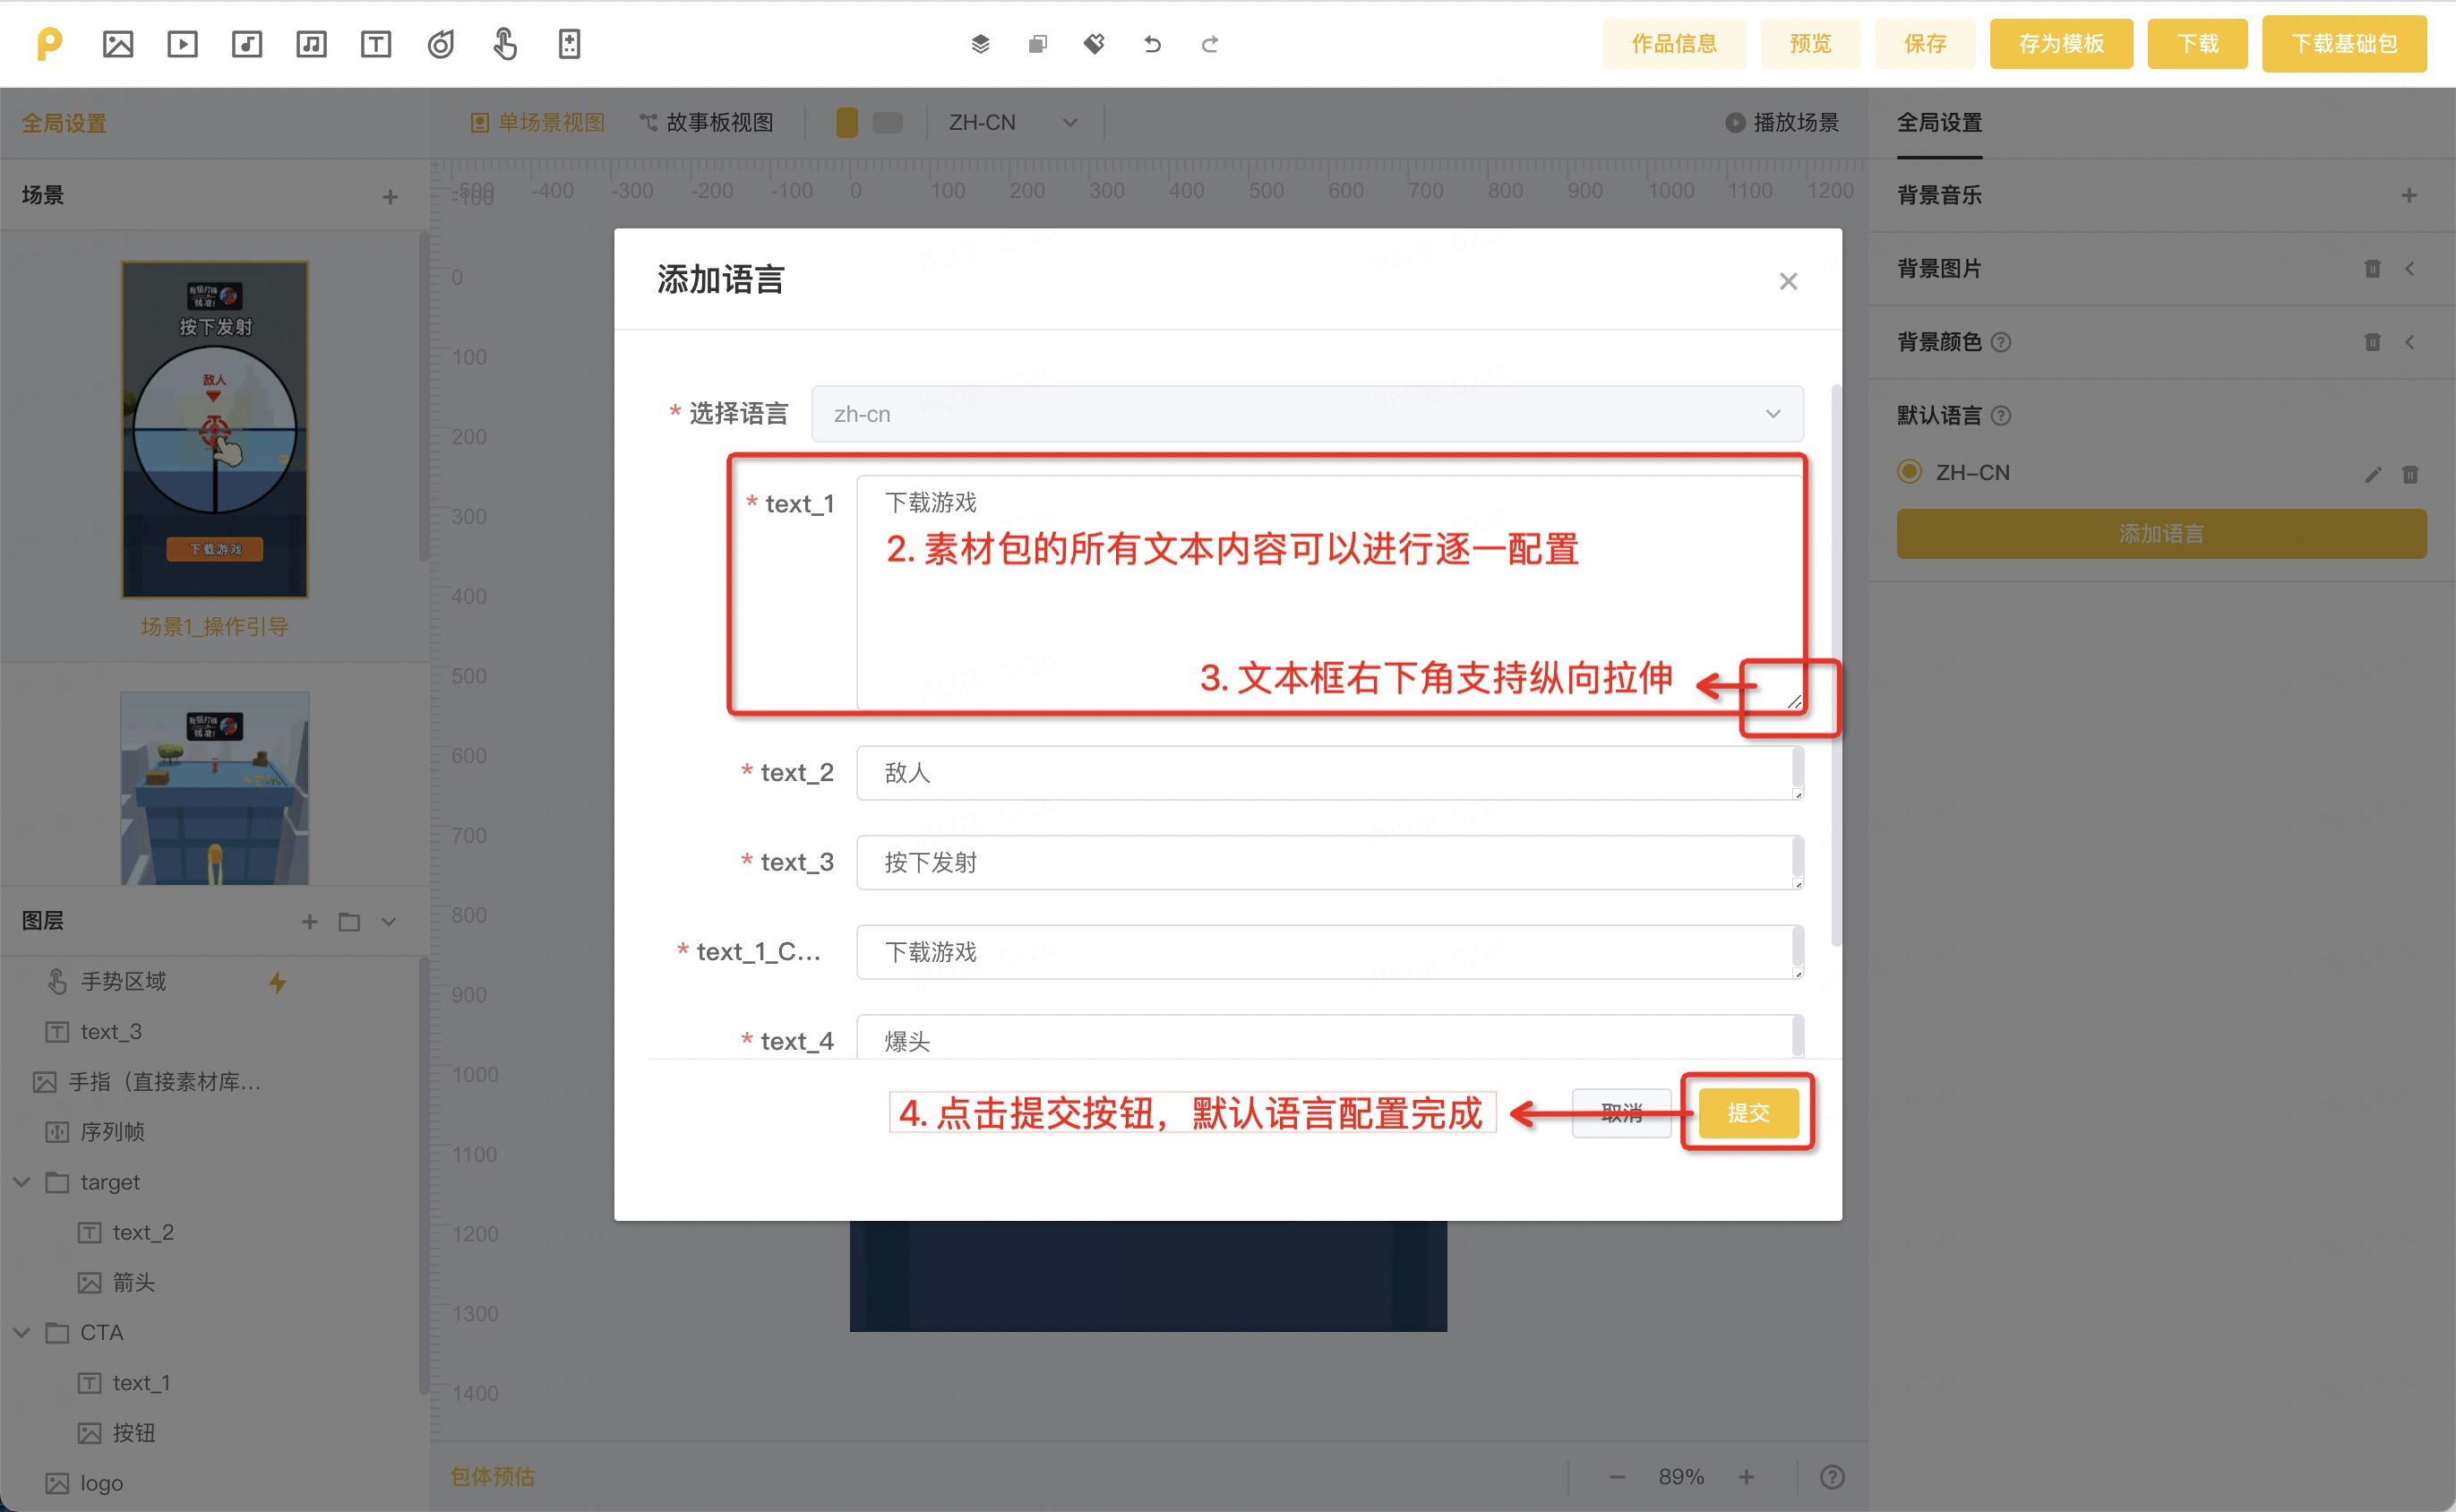 作品信息
预览
保存
存为模板
下载
下载基础包
全局设置
单场景视图
故事板视图
ZH-CN
播放场景
全局设置
场景
-500 -400 -300 -200 -100 0 100 200 300 400 500 600 700 800 900 1000 1100 1200
-100
0
100
200
300
400
500
600
700
800
900
1000
1100
1200
1300
1400
按下发射
敌人
下载游戏
场景1_操作引导
图层
手势区域
text_3
手指（直接素材库...
序列帧
target
text_2
箭头
CTA
text_1
按钮
logo
添加语言
* 选择语言
zh-cn
* text_1
下载游戏
2. 素材包的所有文本内容可以进行逐一配置
3. 文本框右下角支持纵向拉伸
* text_2
敌人
* text_3
按下发射
* text_1_C...
下载游戏
* text_4
爆头
4. 点击提交按钮，默认语言配置完成
取消
提交
背景音乐
背景图片
背景颜色
默认语言
ZH-CN
添加语言
包体预估
89%